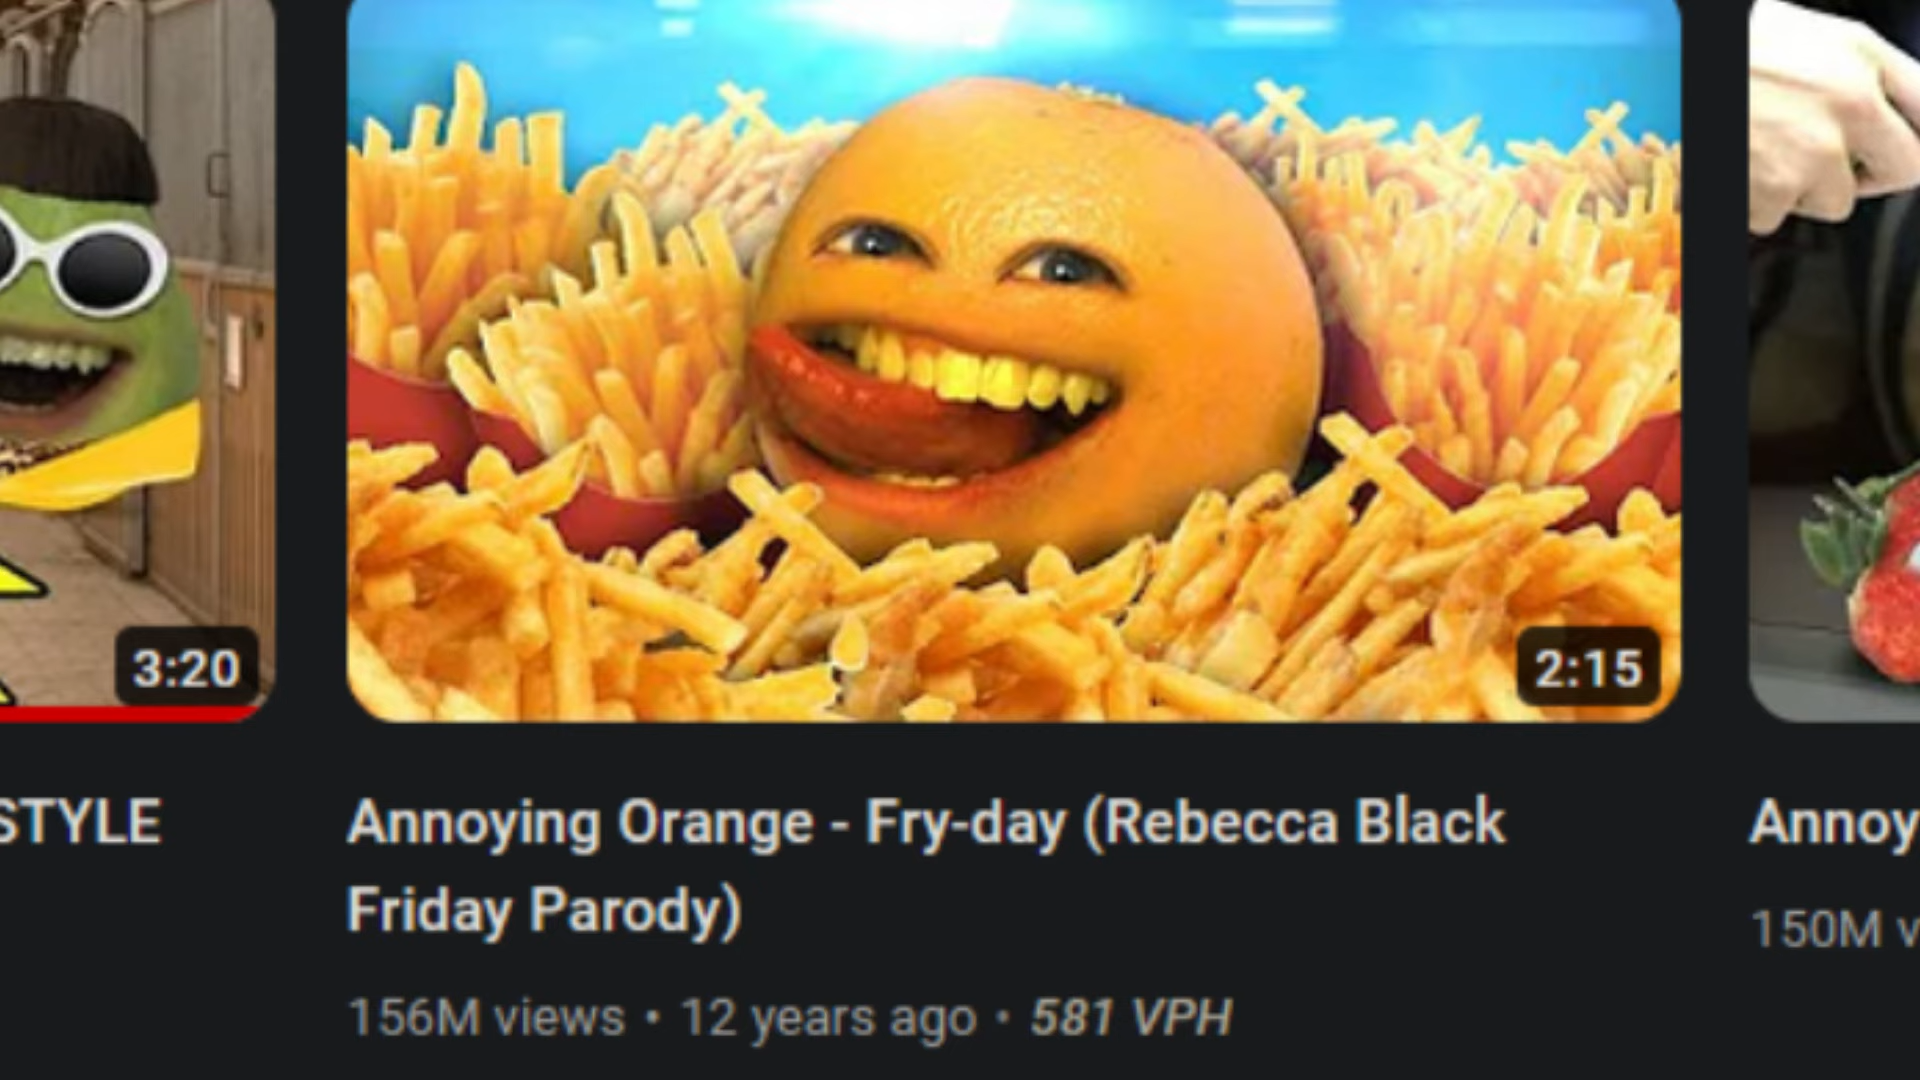 3:20
2:15
STYLE
Annoying Orange - Fry-day (Rebecca Black
Friday Parody)
156M views • 12 years ago • 581 VPH
Annoy
150M v